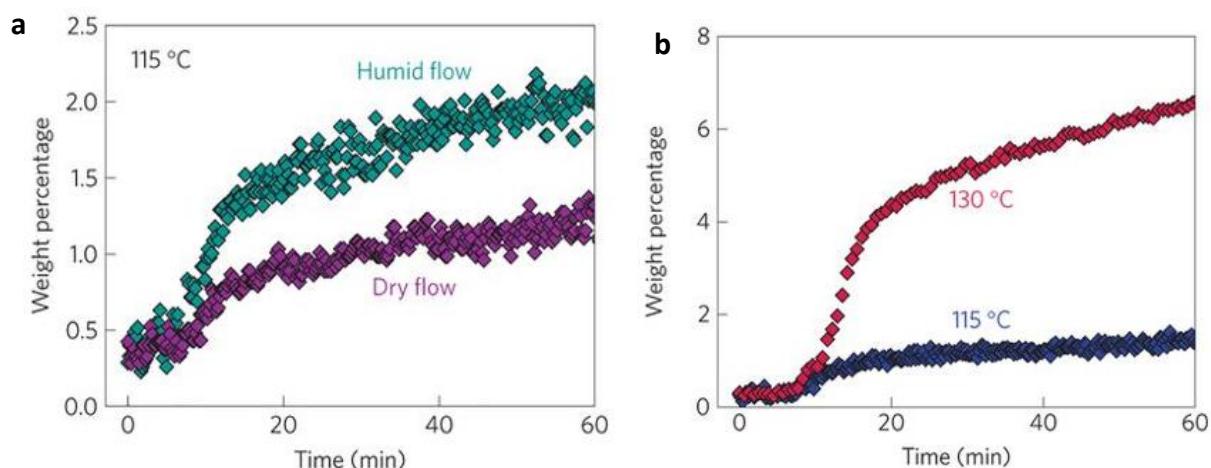 a
2.5
2.0
1.5
1.0
0.5
0.0
Weight percentage
115 °C
Humid flow
Dry flow
0
20
40
60
Time (min)
b
8
6
4
2
0
Weight percentage
130 °C
115 °C
0
20
40
60
Time (min)